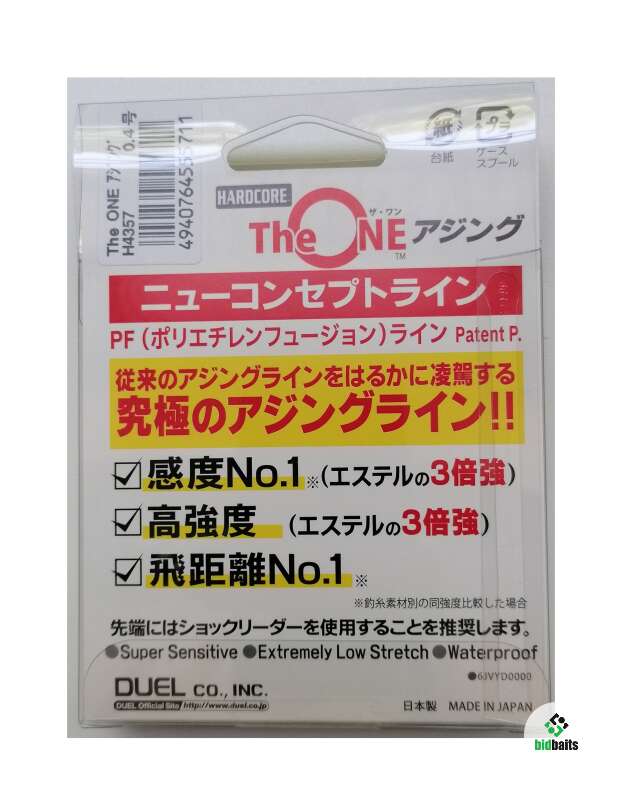 The ONE アジング 0.4号
H4357
4940764555711
紙
台紙
プラ
ケース
スプール
HARDCORE
ザ・ワン
The ONE アジング
TM
ニューコンセプトライン
PF (ポリエチレンフュージョン)ライン Patent P.
従来のアジングラインをはるかに凌駕する
究極のアジングライン!!
感度No.1※(エステルの3倍強)
高強度 (エステルの3倍強)
飛距離No.1 ※
※釣糸素材別の同強度比較した場合
先端にはショックリーダーを使用することを推奨します。
●Super Sensitive ●Extremely Low Stretch ●Waterproof
●6JVYD0000
DUEL CO., INC.
DUEL Official Site http://www.duel.co.jp
日本製 MADE IN JAPAN
bidbaits